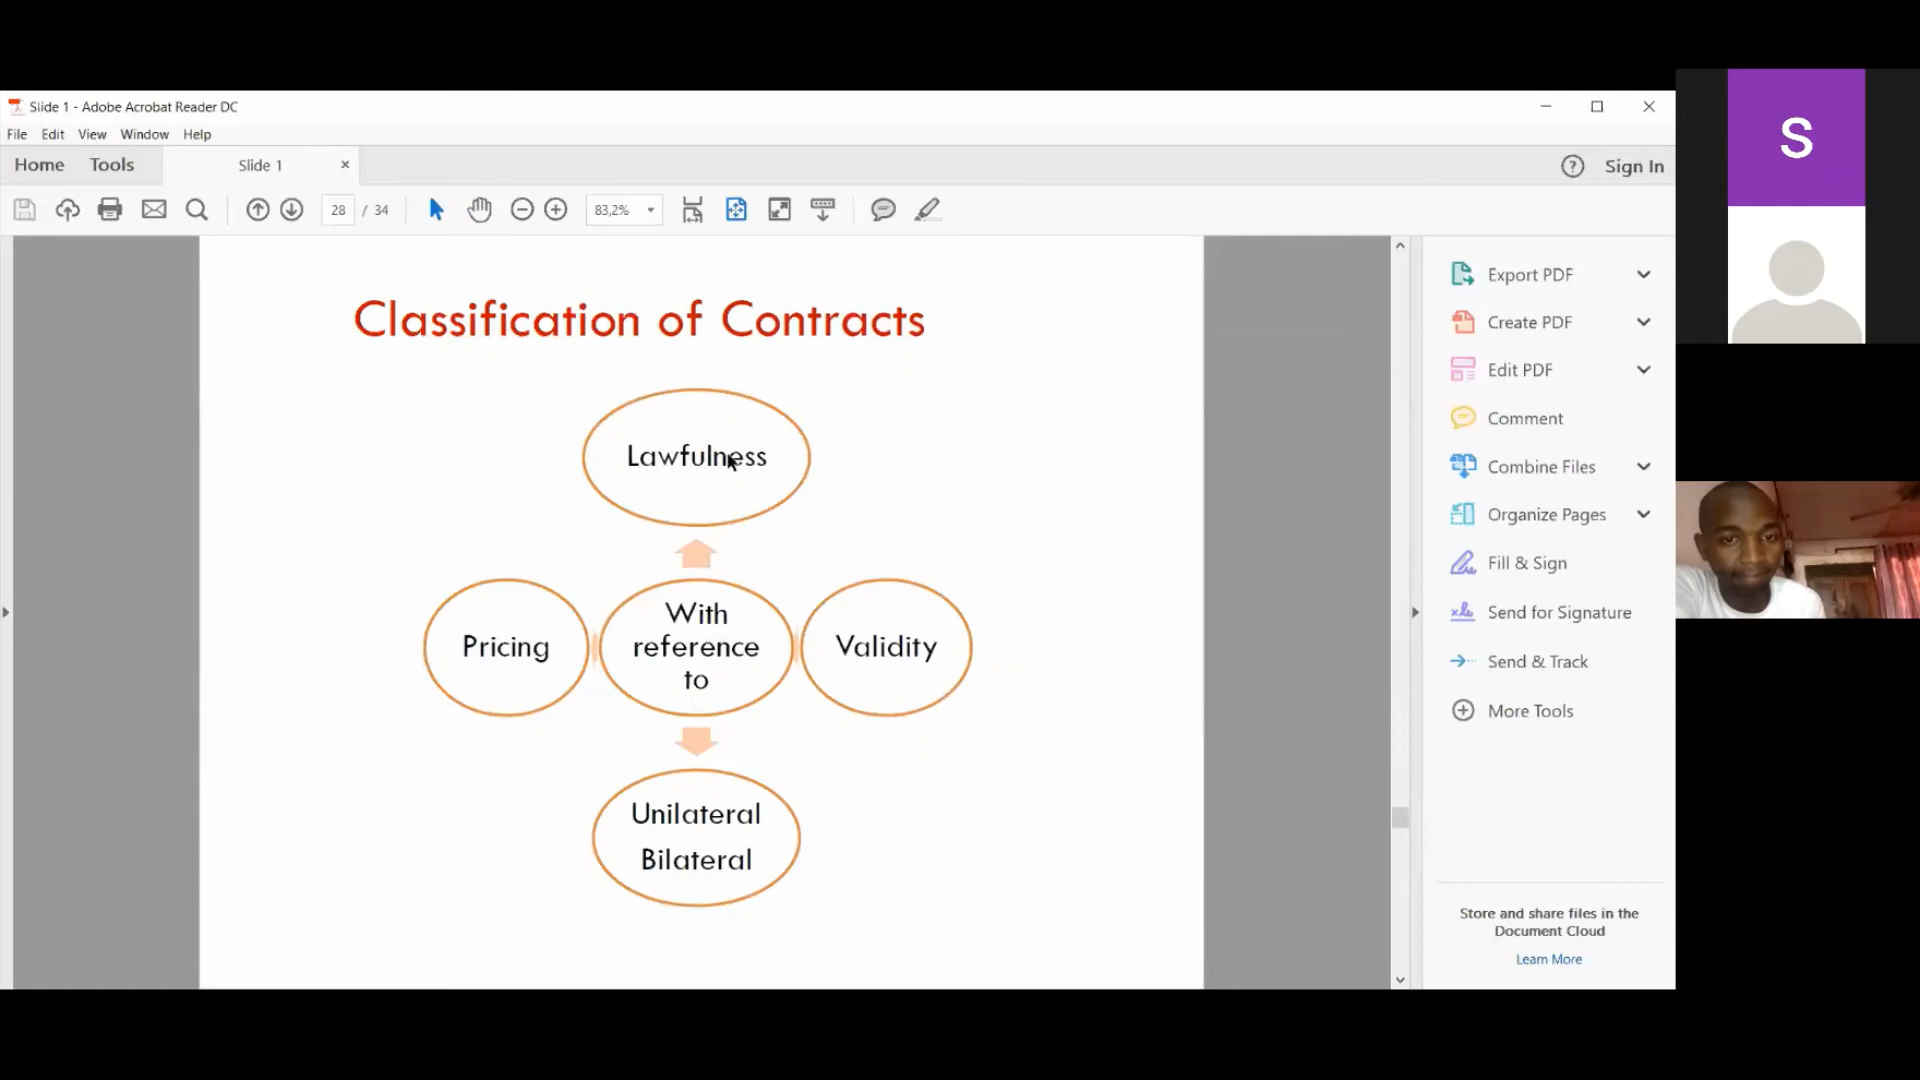 Slide 1 - Adobe Acrobat Reader DC
File Edit View Window Help
Home Tools Slide 1 ×
Sign In
28 / 34 83,2%
Classification of Contracts
Lawfulness
Pricing
With
reference
to
Validity
Unilateral
Bilateral
Export PDF
Create PDF
Edit PDF
Comment
Combine Files
Organize Pages
Fill & Sign
Send for Signature
Send & Track
More Tools
Store and share files in the
Document Cloud
Learn More
S